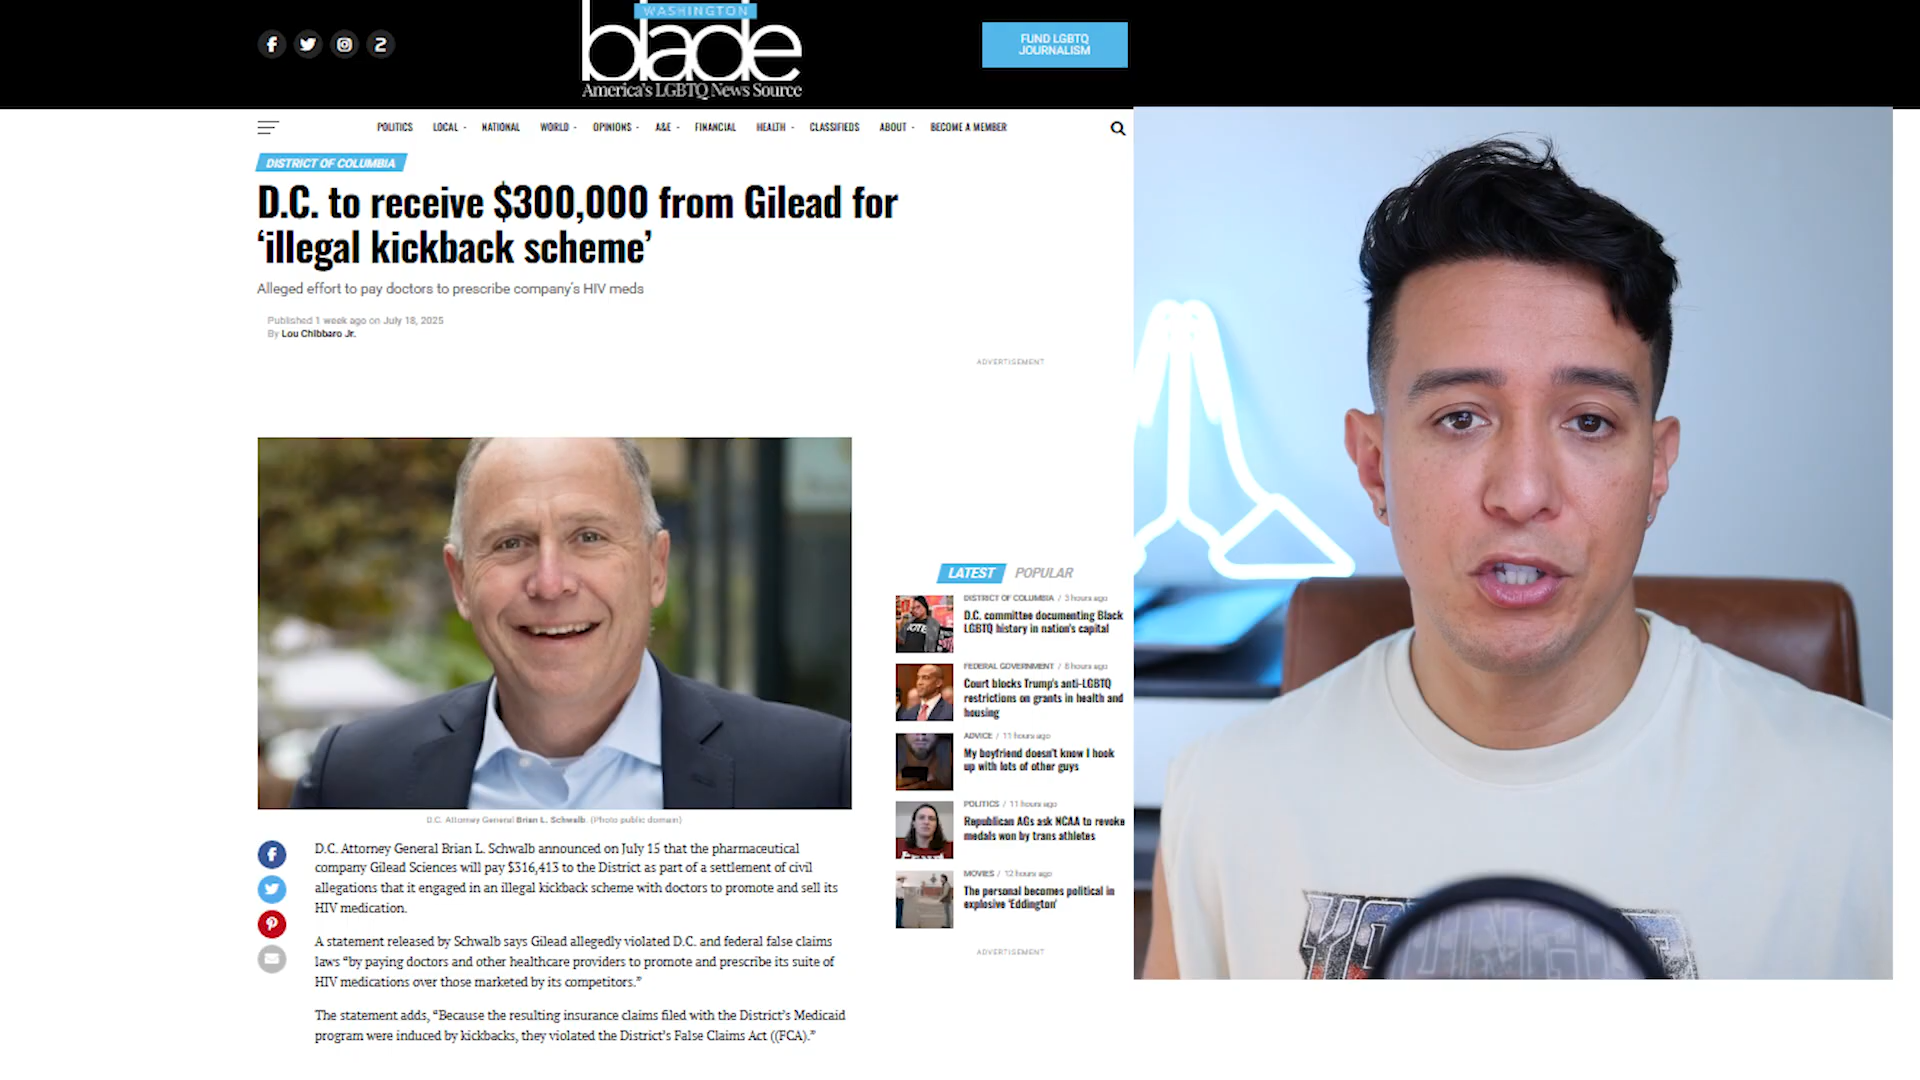 WASHINGTON
blade
America's LGBTQ News Source
FUND LGBTQ
JOURNALISM
POLITICS LOCAL NATIONAL WORLD OPINIONS A&E FINANCIAL HEALTH CLASSIFIEDS ABOUT BECOME A MEMBER
DISTRICT OF COLUMBIA
D.C. to receive $300,000 from Gilead for
‘illegal kickback scheme’
Alleged effort to pay doctors to prescribe company's HIV meds
Published 1 week ago on July 18, 2025
By Lou Chibbaro Jr.
ADVERTISEMENT
D.C. Attorney General Brian L. Schwalb. (Photo public domain)
D.C. Attorney General Brian L. Schwalb announced on July 15 that the pharmaceutical
company Gilead Sciences will pay $316,413 to the District as part of a settlement of civil
allegations that it engaged in an illegal kickback scheme with doctors to promote and sell its
HIV medication.
A statement released by Schwalb says Gilead allegedly violated D.C. and federal false claims
laws “by paying doctors and other healthcare providers to promote and prescribe its suite of
HIV medications over those marketed by its competitors.”
The statement adds, “Because the resulting insurance claims filed with the District’s Medicaid
program were induced by kickbacks, they violated the District’s False Claims Act ((FCA).”
LATEST POPULAR
DISTRICT OF COLUMBIA / 3 hours ago
D.C. committee documenting Black
LGBTQ history in nation's capital
FEDERAL GOVERNMENT / 8 hours ago
Court blocks Trump's anti-LGBTQ
restrictions on grants in health and
housing
ADVICE / 11 hours ago
My boyfriend doesn't know I hook
up with lots of other guys
POLITICS / 11 hours ago
Republican AGs ask NCAA to revoke
medals won by trans athletes
MOVIES / 12 hours ago
The personal becomes political in
explosive 'Eddington'
ADVERTISEMENT